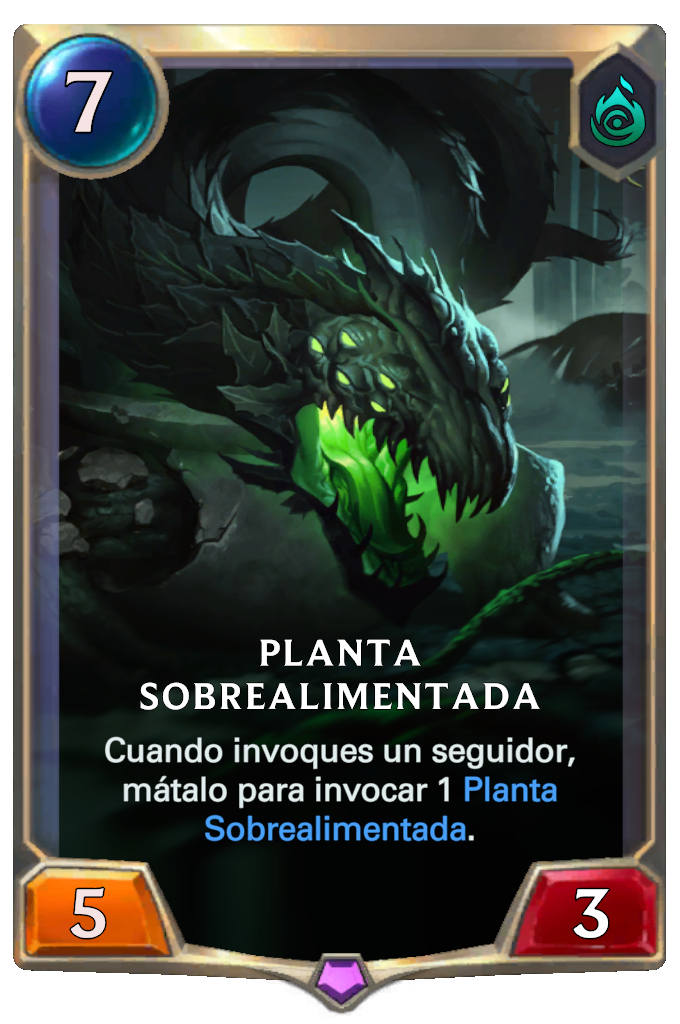 7
PLANTA
SOBREALIMENTADA
Cuando invoques un seguidor,
mátalo para invocar 1 Planta
Sobrealimentada.
5
3